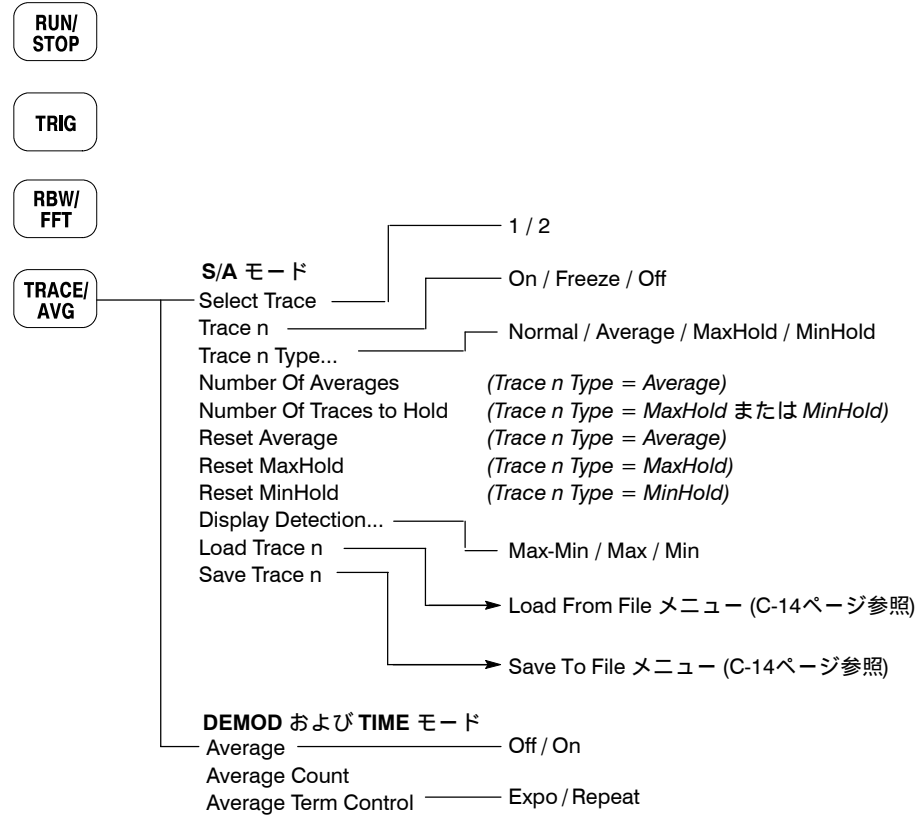 RUN/
STOP
TRIG
RBW/
FFT
TRACE/
AVG
S/A モード
Select Trace
1 / 2
Trace n
On / Freeze / Off
Trace n Type...
Normal / Average / MaxHold / MinHold
Number Of Averages (Trace n Type = Average)
Number Of Traces to Hold (Trace n Type = MaxHold または MinHold)
Reset Average (Trace n Type = Average)
Reset MaxHold (Trace n Type = MaxHold)
Reset MinHold (Trace n Type = MinHold)
Display Detection...
Max-Min / Max / Min
Load Trace n
Load From File メニュー (C-14ページ参照)
Save Trace n
Save To File メニュー (C-14ページ参照)
DEMOD および TIME モード
Average Off / On
Average Count
Average Term Control Expo / Repeat